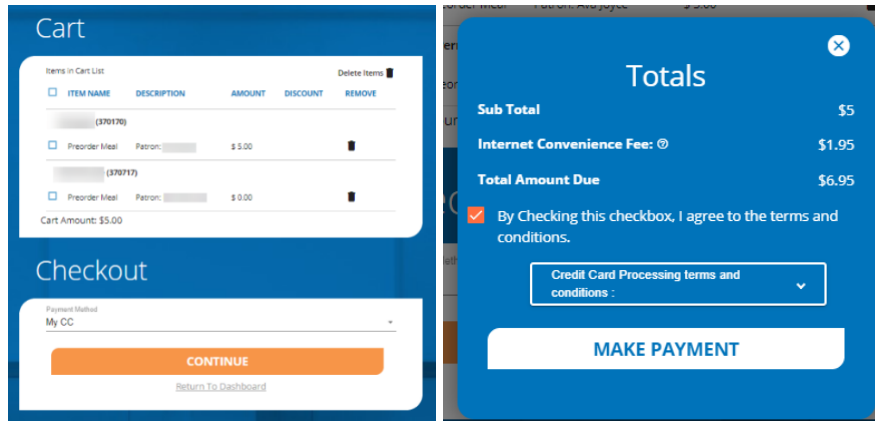 Cart
Items in Cart List
Delete Items
ITEM NAME DESCRIPTION AMOUNT DISCOUNT REMOVE
(370170)
Preorder Meal Patron: $ 5.00
(370717)
Preorder Meal Patron: $ 0.00
Cart Amount: $5.00
Checkout
Payment Method
My CC
CONTINUE
Return To Dashboard
Totals
Sub Total $5
Internet Convenience Fee: $1.95
Total Amount Due $6.95
By Checking this checkbox, I agree to the terms and
conditions.
Credit Card Processing terms and
conditions :
MAKE PAYMENT